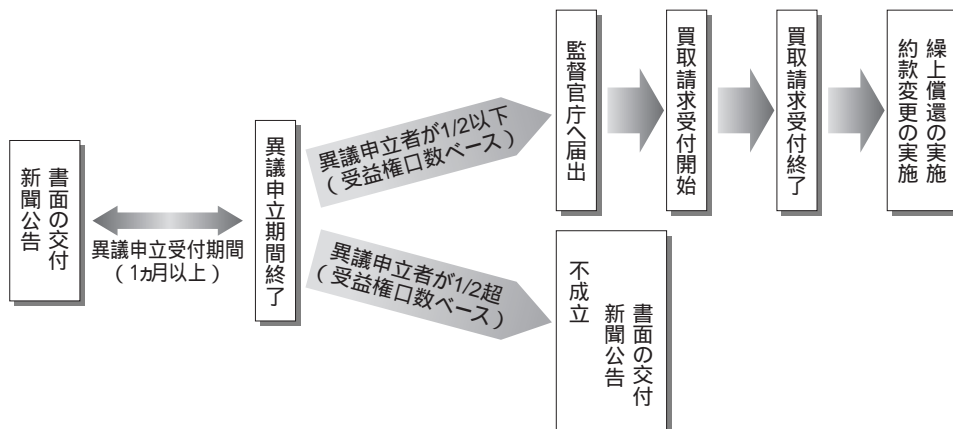 書面の交付
新聞公告
異議申立受付期間
（1ヵ月以上）
異議申立期間終了
異議申立者が1/2以下
（受益権口数ベース）
監督官庁へ届出
買取請求受付開始
買取請求受付終了
繰上償還の実施
約款変更の実施
異議申立者が1/2超
（受益権口数ベース）
不成立
書面の交付
新聞公告